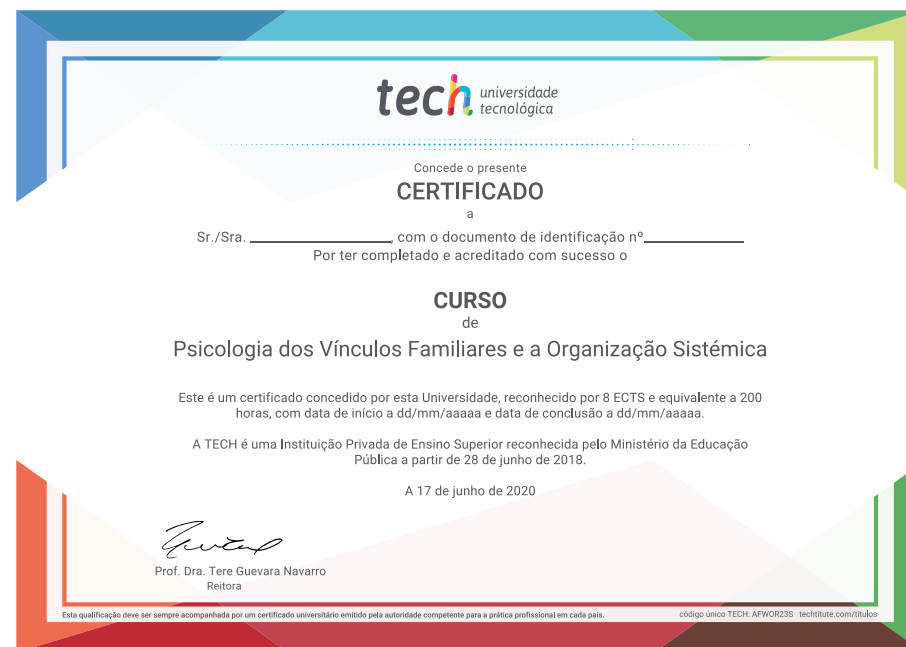 tech universidade
tecnológica
Concede o presente
CERTIFICADO
a
Sr./Sra. ____________________, com o documento de identificação nº______________
Por ter completado e acreditado com sucesso o
CURSO
de
Psicologia dos Vínculos Familiares e a Organização Sistémica
Este é um certificado concedido por esta Universidade, reconhecido por 8 ECTS e equivalente a 200
horas, com data de início a dd/mm/aaaaa e data de conclusão a dd/mm/aaaaa.
A TECH é uma Instituição Privada de Ensino Superior reconhecida pelo Ministério da Educação
Pública a partir de 28 de junho de 2018.
A 17 de junho de 2020
Prof. Dra. Tere Guevara Navarro
Reitora
Esta qualificação deve ser sempre acompanhada por um certificado universitário emitido pela autoridade competente para a prática profissional em cada país.
código único TECH: AFWOR23S techtitute.com/titulos